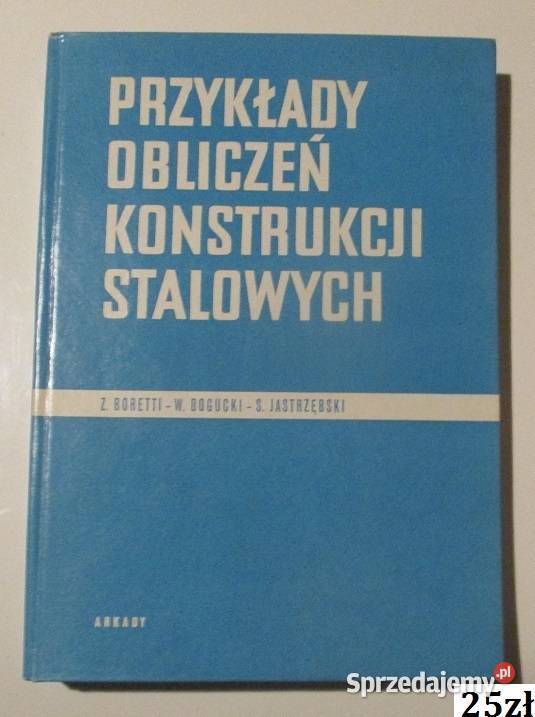 PRZYKŁADY
OBLICZEŃ
KONSTRUKCJI
STALOWYCH
Z. BORETTI - W. BOGUCKI - S. JASTRZĘBSKI
ARKADY
Sprzedajemy.pl
25zł